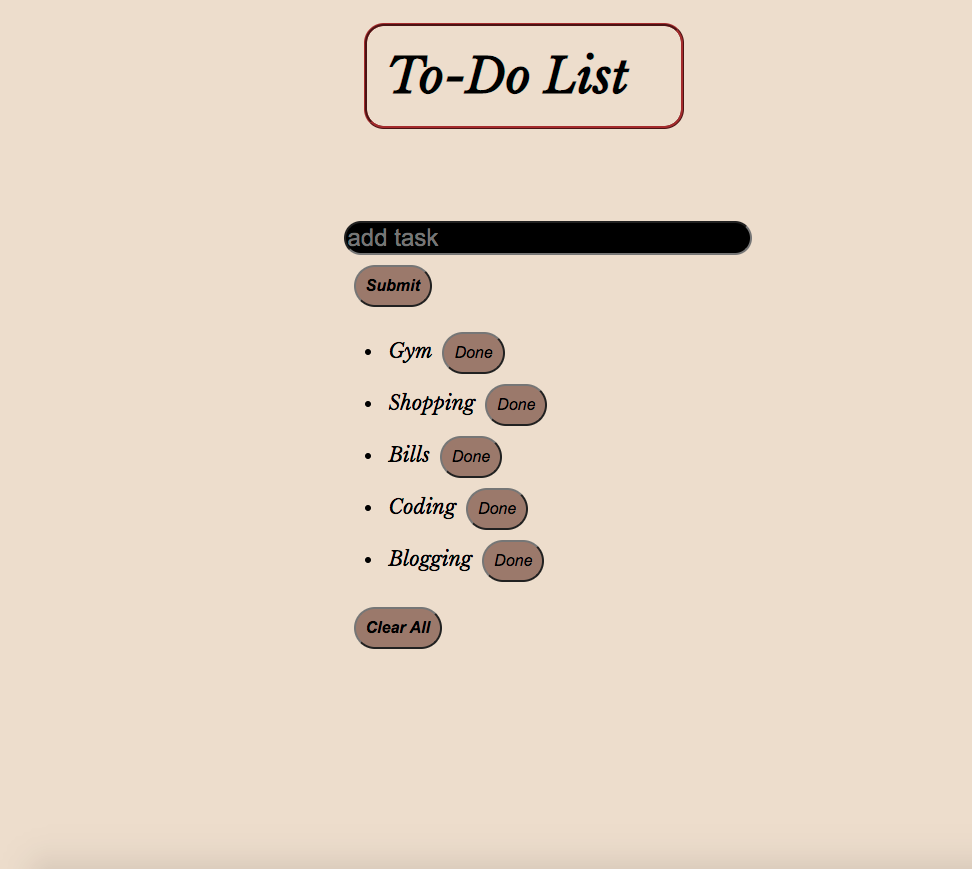 To-Do List
add task
Submit
Gym Done
Shopping Done
Bills Done
Coding Done
Blogging Done
Clear All